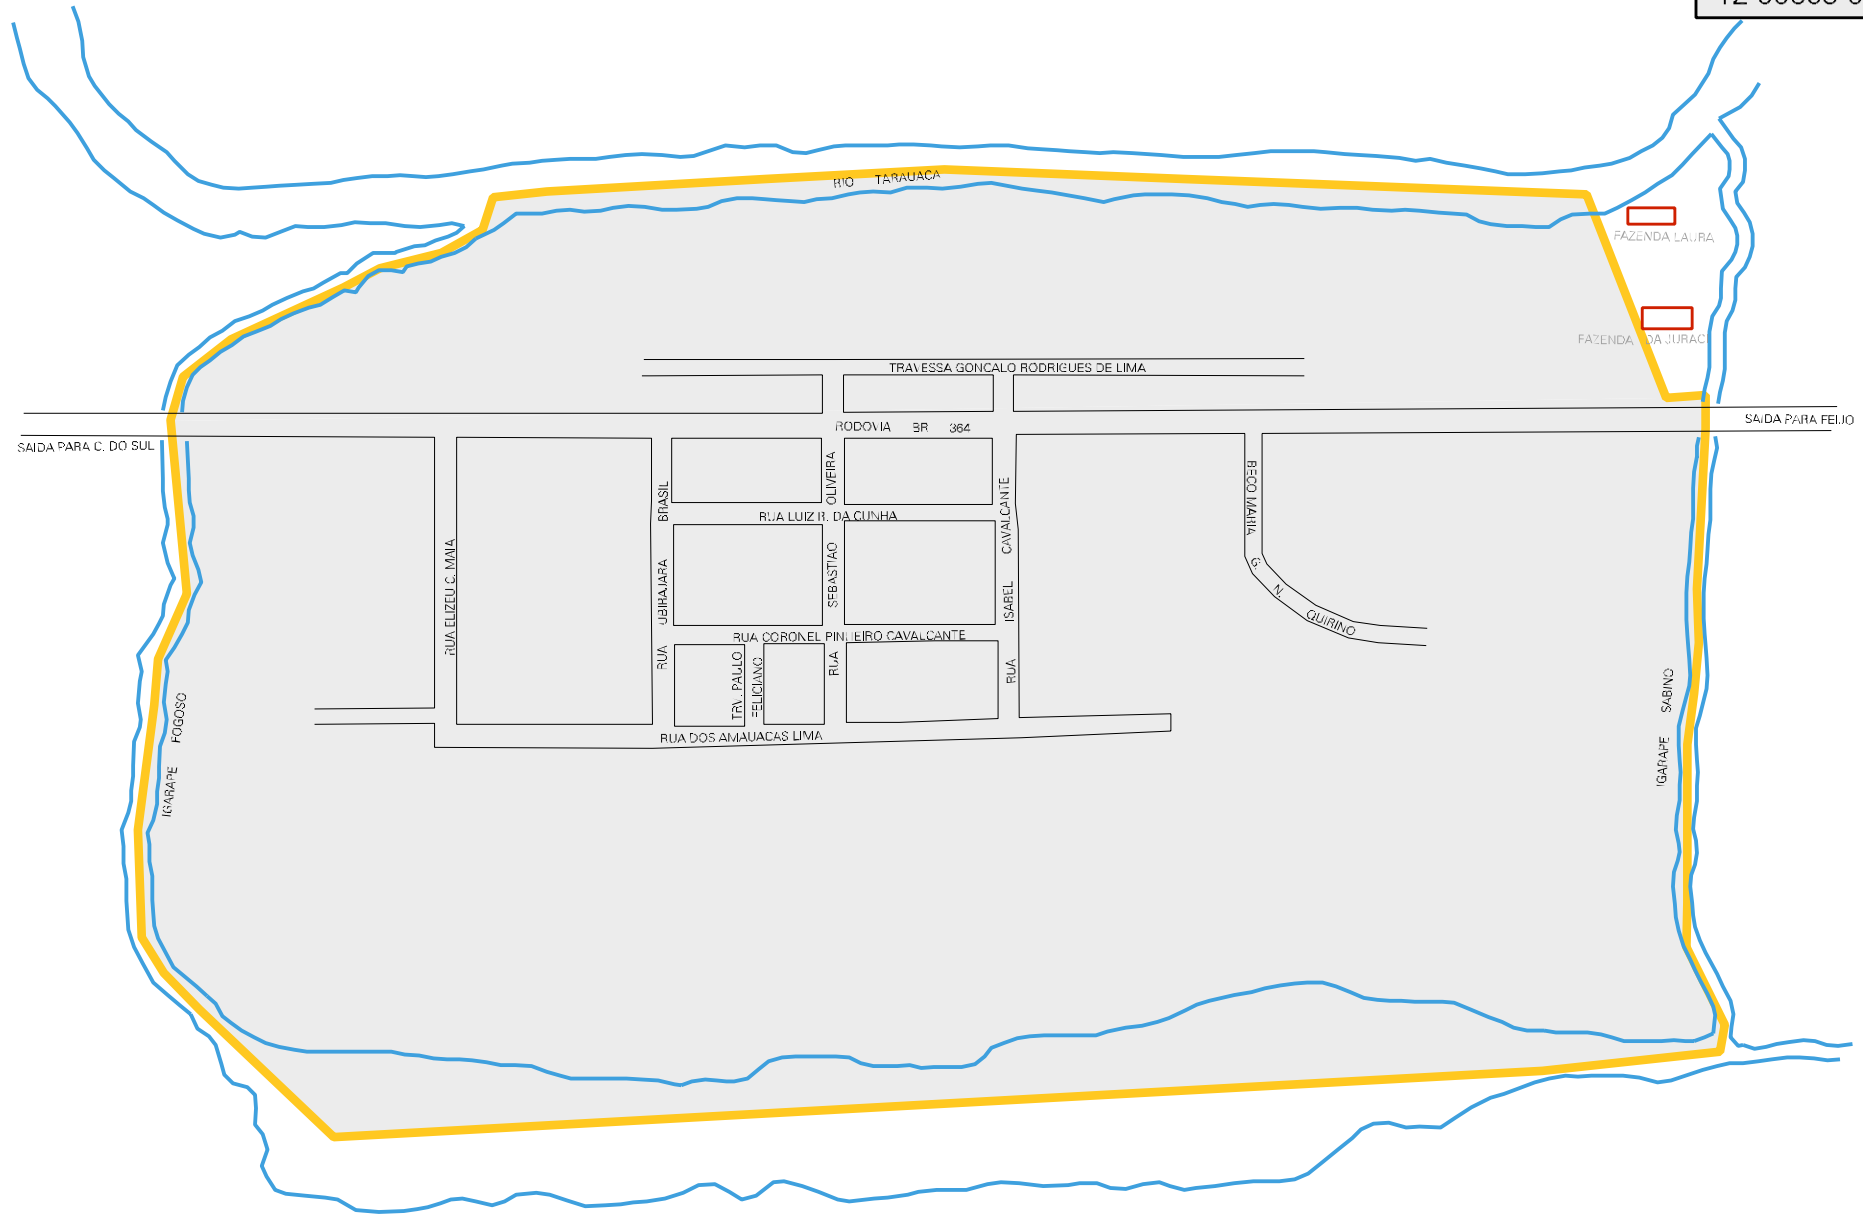 RIO TARAUACA
FAZENDA LAURA
FAZENDA DA JURACI
TRAVESSA GONCALO RODRIGUES DE LIMA
RODOVIA BR 364
SAIDA PARA FEIJO
SAIDA PARA C. DO SUL
RUA UBIRAJARA BRASIL
RUA SEBASTIAO OLIVEIRA
RUA ISABEL CAVALCANTE
BECO MARIA G. N. QUIRINO
RUA LUIZ R. DA CUNHA
RUA ELIZEU C. MAIA
RUA CORONEL PINHEIRO CAVALCANTE
TRV. PAULO
FELICIANO
RUA DOS AMAUACAS LIMA
IGARAPE FOGOSO
IGARAPE SABINO